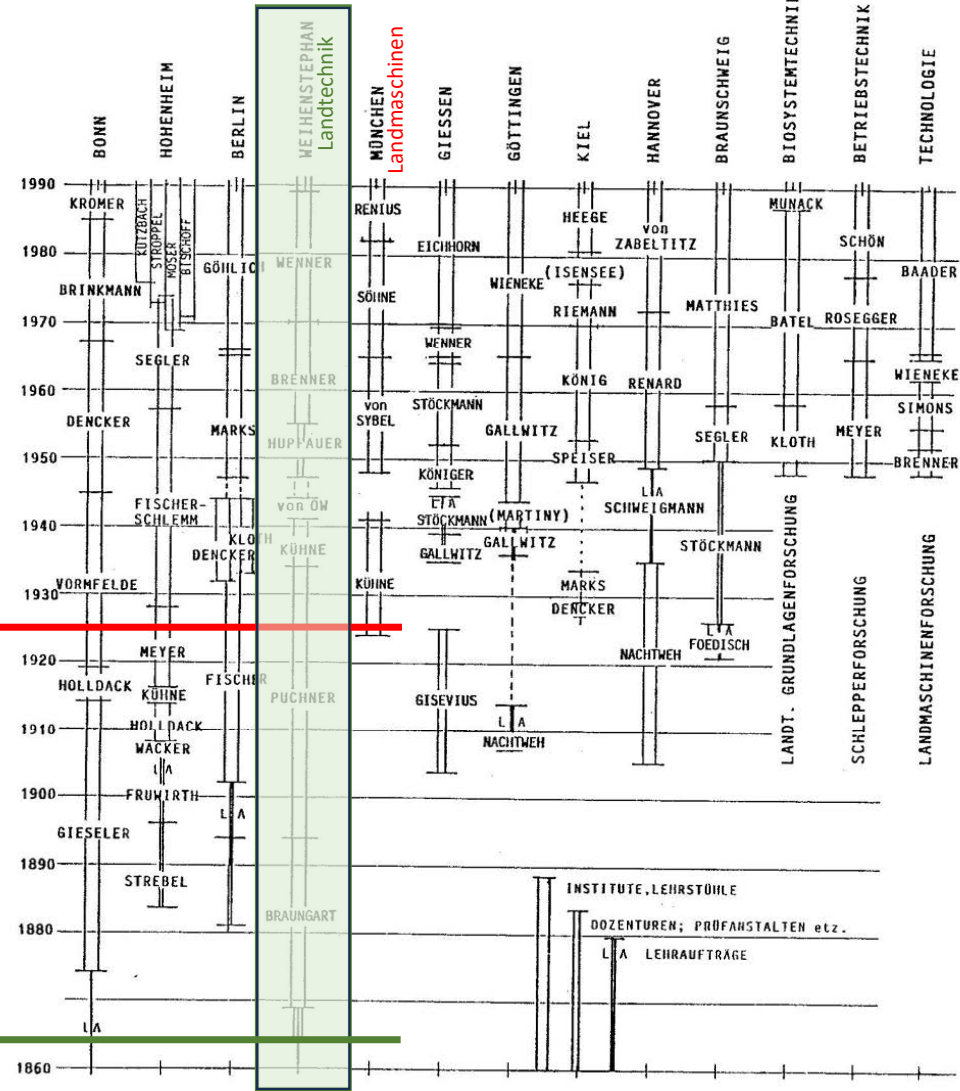 BONN
HOHENHEIM
BERLIN
WEIHENSTEPHAN
Landtechnik
MÜNCHEN
Landmaschinen
GIESSEN
GÖTTINGEN
KIEL
HANNOVER
BRAUNSCHWEIG
BIOSYSTEMTECHNIK
BETRIEBSTECHNIK
TECHNOLOGIE
1990
1980
1970
1960
1950
1940
1930
1920
1910
1900
1890
1880
1860
KROMER
BRINKMANN
DENCKER
VORMFELDE
HOLLDACK
GIESELER
LA
KUTZBACH
STROPPEL
MOSER
BISCHOFF
SEGLER
FISCHER-
SCHLEMM
MEYER
KÜHNE
HOLLDACK
WACKER
LA
FRUWIRTH
STREBEL
GÖHLICH
MARKS
KLOTH
DENCKER
FISCHER
LA
WENNER
BRENNER
HUPFAUER
von OW
KÜHNE
PUCHNER
BRAUNGART
RENIUS
SÖHNE
von
SYBEL
KÜHNE
EICHHORN
WENNER
STÖCKMANN
KÖNIGER
LA
STÖCKMANN
GALLWITZ
GISEVIUS
WIENEKE
GALLWITZ
(MARTINY)
GALLWITZ
LA
NACHTWEH
HEEGE
(ISENSEE)
RIEMANN
KÖNIG
SPEISER
MARKS
DENCKER
von
ZABELTITZ
RENARD
LA
SCHWEIGMANN
NACHTWEH
MATTHIES
SEGLER
STÖCKMANN
LA
FOEDISCH
MUNACK
BATEL
KLOTH
LANDT. GRUNDLAGENFORSCHUNG
SCHÖN
ROSEGGER
MEYER
SCHLEPPERFORSCHUNG
BAADER
WIENEKE
SIMONS
BRENNER
LANDMASCHINENFORSCHUNG
INSTITUTE, LEHRSTÜHLE
DOZENTUREN; PRÜFANSTALTEN etc.
LA LEHRAUFTRÄGE